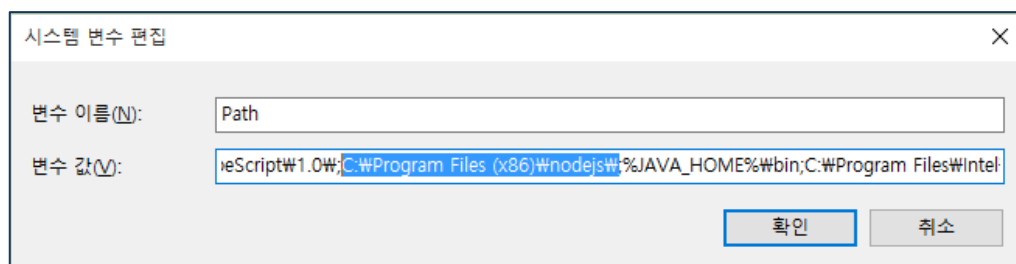 시스템 변수 편집
변수 이름(N): Path
변수 값(V): eScript₩1.0₩;C:₩Program Files (x86)₩nodejs₩;%JAVA_HOME%₩bin;C:₩Program Files₩Intel
확인 취소